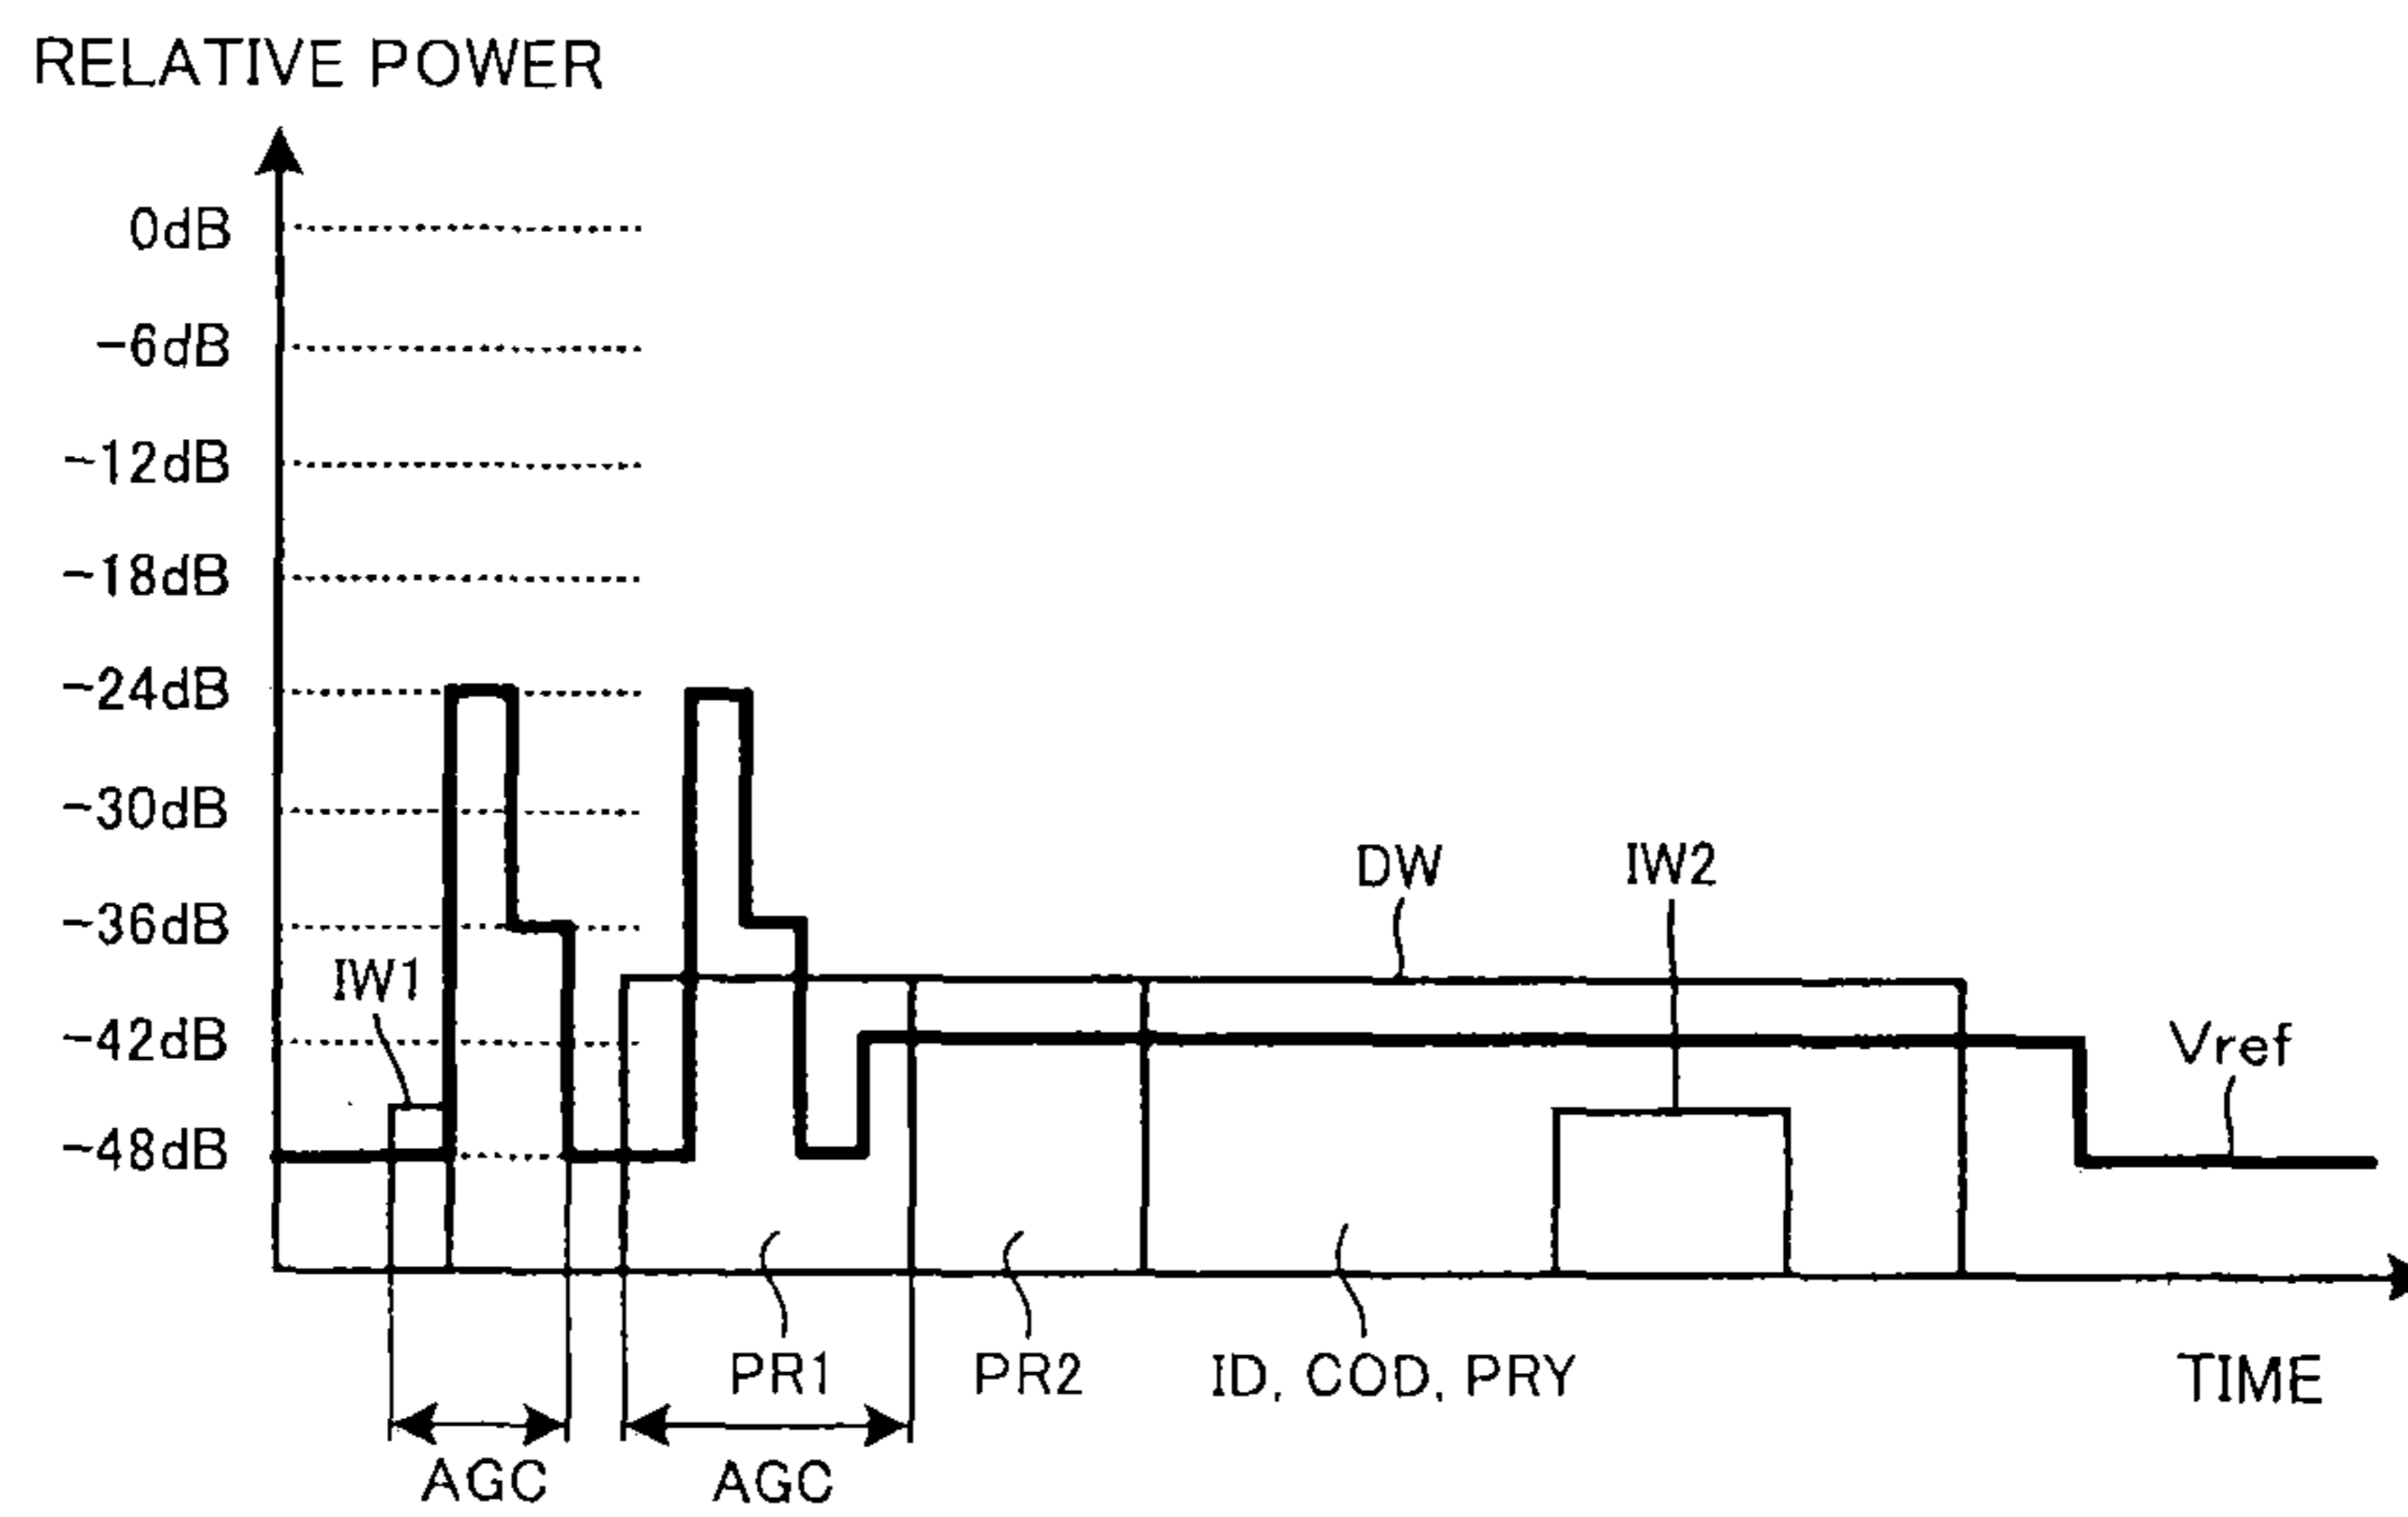 RELATIVE POWER
0dB
-6dB
-12dB
-18dB
-24dB
-30dB
-36dB
-42dB
-48dB
IW1
DW
IW2
Vref
PR1
PR2
ID, COD, PRY
TIME
AGC
AGC